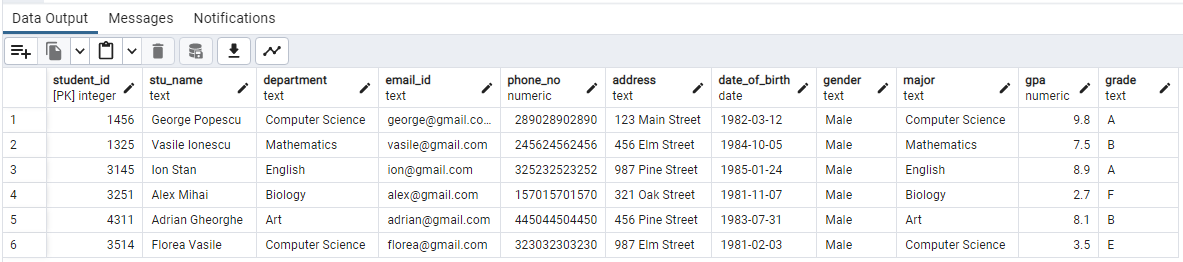 Data Output Messages Notifications
student_id stu_name department email_id phone_no address date_of_birth gender major gpa grade
[PK] integer text text text numeric text date text text numeric text
1 1456 George Popescu Computer Science george@gmail.co... 289028902890 123 Main Street 1982-03-12 Male Computer Science 9.8 A
2 1325 Vasile Ionescu Mathematics vasile@gmail.com 245624562456 456 Elm Street 1984-10-05 Male Mathematics 7.5 B
3 3145 Ion Stan English ion@gmail.com 325232523252 987 Pine Street 1985-01-24 Male English 8.9 A
4 3251 Alex Mihai Biology alex@gmail.com 157015701570 321 Oak Street 1981-11-07 Male Biology 2.7 F
5 4311 Adrian Gheorghe Art adrian@gmail.com 445044504450 456 Pine Street 1983-07-31 Male Art 8.1 B
6 3514 Florea Vasile Computer Science florea@gmail.com 323032303230 987 Elm Street 1981-02-03 Male Computer Science 3.5 E